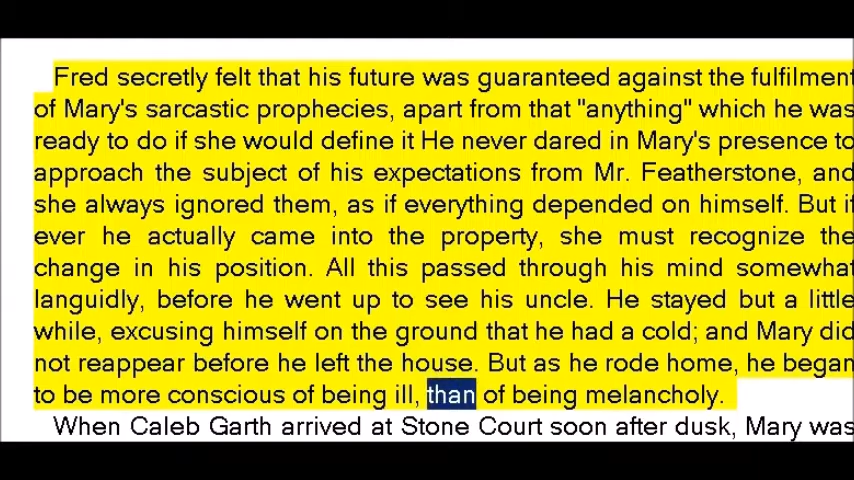 Fred secretly felt that his future was guaranteed against the fulfilment
of Mary's sarcastic prophecies, apart from that "anything" which he was
ready to do if she would define it He never dared in Mary's presence to
approach the subject of his expectations from Mr. Featherstone, and
she always ignored them, as if everything depended on himself. But if
ever he actually came into the property, she must recognize the
change in his position. All this passed through his mind somewhat
languidly, before he went up to see his uncle. He stayed but a little
while, excusing himself on the ground that he had a cold; and Mary did
not reappear before he left the house. But as he rode home, he began
to be more conscious of being ill, than of being melancholy.
When Caleb Garth arrived at Stone Court soon after dusk, Mary was